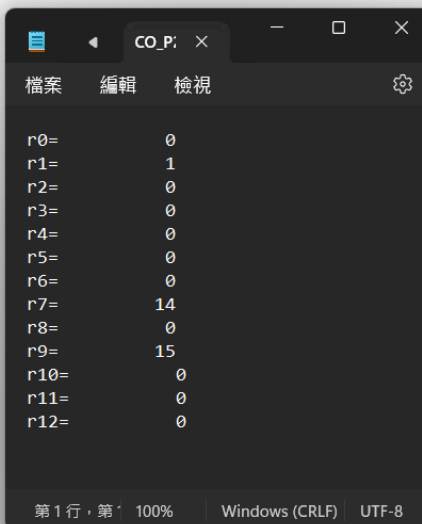 CO_P2
檔案 編輯 檢視
r0= 0
r1= 1
r2= 0
r3= 0
r4= 0
r5= 0
r6= 0
r7= 14
r8= 0
r9= 15
r10= 0
r11= 0
r12= 0
第 1 行，第 100% Windows (CRLF) UTF-8